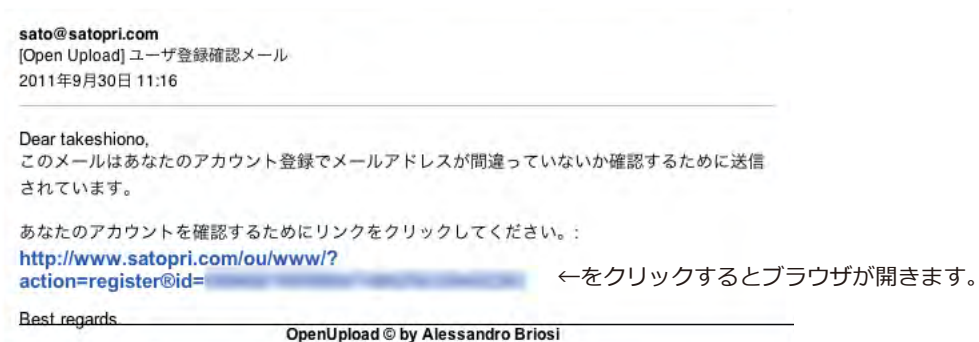 sato@satopri.com
[Open Upload] ユーザ登録確認メール
2011年9月30日 11:16
Dear takeshiono,
このメールはあなたのアカウント登録でメールアドレスが間違っていないか確認するために送信
されています。
あなたのアカウントを確認するためにリンクをクリックしてください。:
http://www.satopri.com/ou/www/?
action=register®id=
←をクリックするとブラウザが開きます。
Best regards
OpenUpload © by Alessandro Briosi